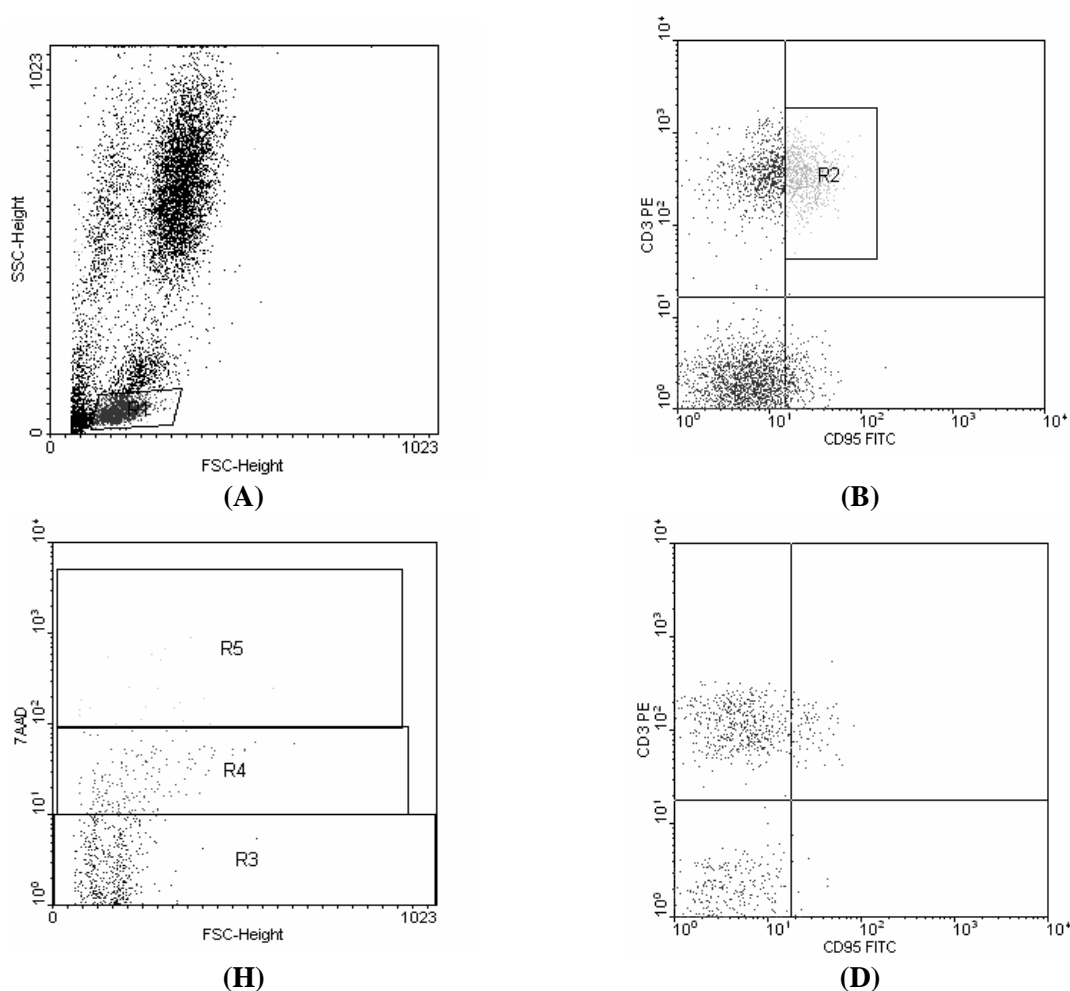 1023
SSC-Height
R1
0
0
1023
FSC-Height
(A)
10⁴
10³
CD3 PE
10²
10¹
10⁰
R2
10⁰
10¹
10²
10³
10⁴
CD95 FITC
(B)
10⁴
10³
7AAD
10²
10¹
10⁰
R5
R4
R3
0
1023
FSC-Height
(H)
10⁴
10³
CD3 PE
10²
10¹
10⁰
10⁰
10¹
10²
10³
10⁴
CD95 FITC
(D)